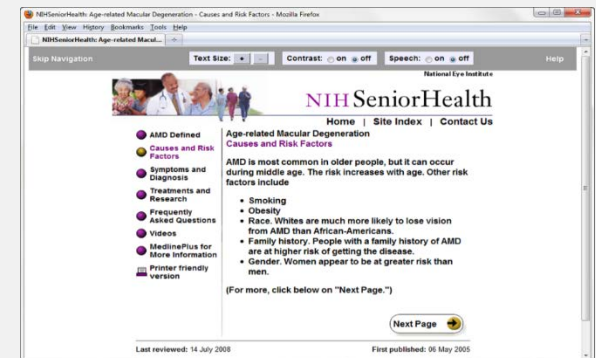 NIHSeniorHealth: Age-related Macular Degeneration - Causes and Risk Factors - Mozilla Firefox
File Edit View History Bookmarks Tools Help
NIHSeniorHealth: Age-related Macul...
Skip Navigation Text Size: + - Contrast: on off Speech: on off Help
National Eye Institute
NIH SeniorHealth
Home | Site Index | Contact Us
AMD Defined
Causes and Risk
Factors
Symptoms and
Diagnosis
Treatments and
Research
Frequently
Asked Questions
Videos
MedlinePlus for
More Information
Printer friendly
version
Age-related Macular Degeneration
Causes and Risk Factors
AMD is most common in older people, but it can occur
during middle age. The risk increases with age. Other risk
factors include
• Smoking
• Obesity
• Race. Whites are much more likely to lose vision
from AMD than African-Americans.
• Family history. People with a family history of AMD
are at higher risk of getting the disease.
• Gender. Women appear to be at greater risk than
men.
(For more, click below on "Next Page.")
Next Page
Last reviewed: 14 July 2008 First published: 06 May 2005